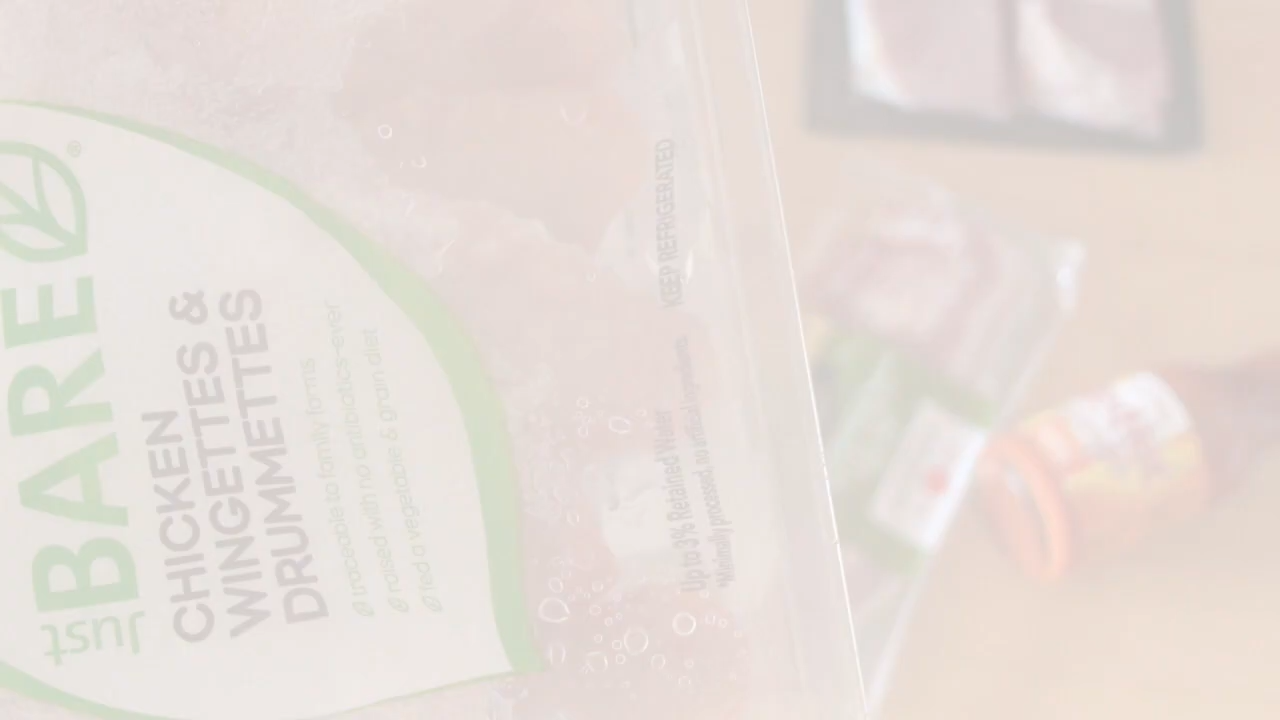 Just
BARE®
CHICKEN
WINGETTES &
DRUMMETTES
traceable to family farms
raised with no antibiotics-ever
fed a vegetable & grain diet
Up to 3% Retained Water KEEP REFRIGERATED
*Minimally processed, no artificial ingredients.